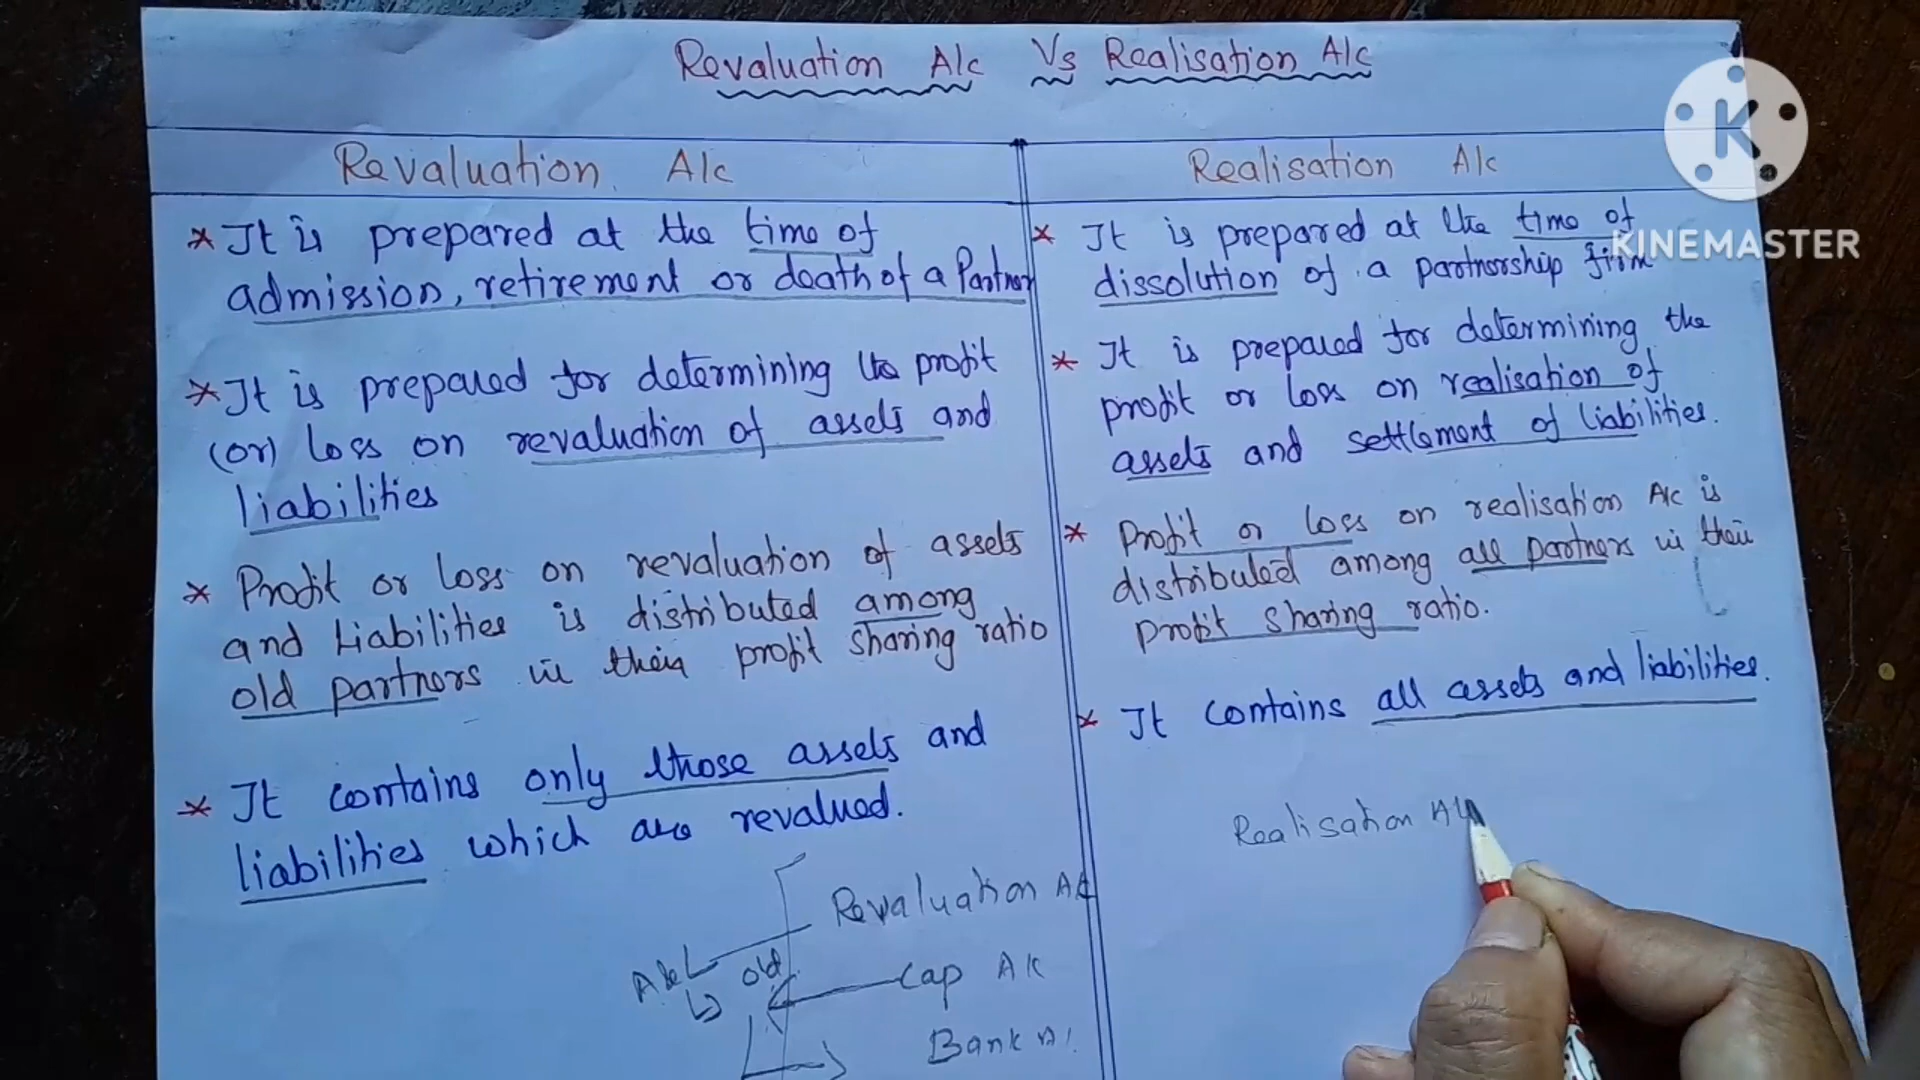 Revaluation A/c Vs Realisation A/c
Revaluation A/c
* It is prepared at the time of
admission, retirement or death of a Partner
* It is prepared for determining the profit
(or) loss on revaluation of assets and
liabilities
* Profit or loss on revaluation of assets
and Liabilities is distributed among
old partners in their profit sharing ratio
* It contains only those assets and
liabilities which are revalued.
Revaluation A/c
Old
Cap A/c
Bank A/
Realisation A/c
* It is prepared at the time of
dissolution of a partnership firm
* It is prepared for determining the
profit or loss on realisation of
assets and settlement of liabilities.
* Profit or loss on realisation A/c is
distributed among all partners in their
profit sharing ratio.
* It contains all assets and liabilities.
Realisation A/c
K
KINEMASTER